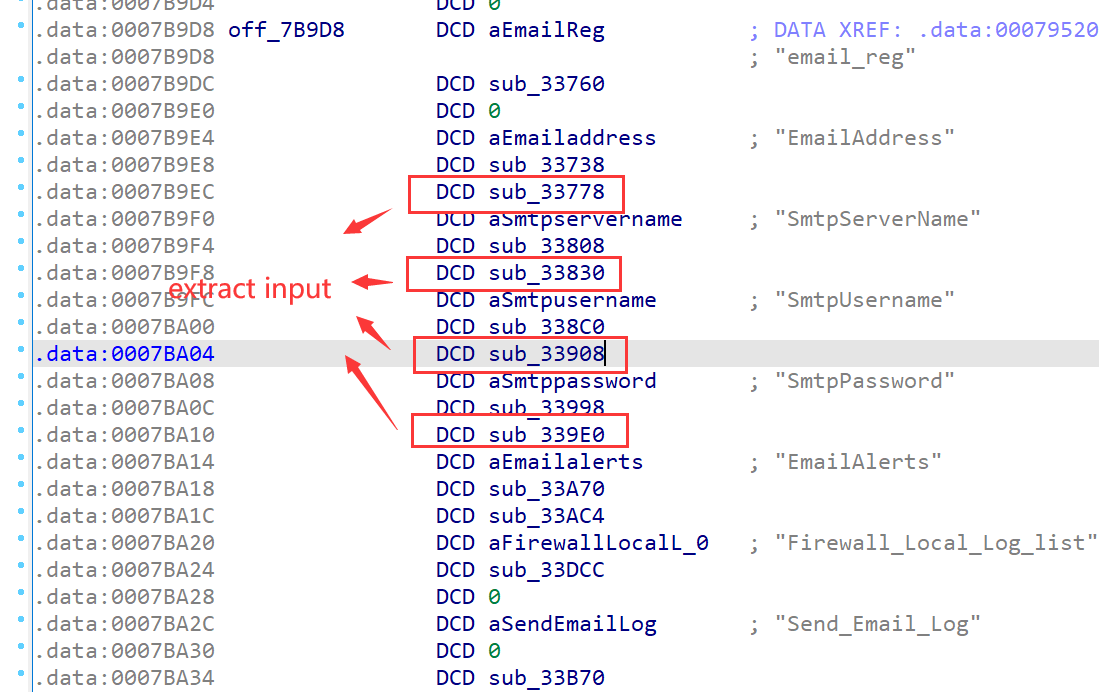 .data:0007B9D4 DCD 0
.data:0007B9D8 off_7B9D8 DCD aEmailReg ; DATA XREF: .data:00079520
.data:0007B9D8 ; "email_reg"
.data:0007B9DC DCD sub_33760
.data:0007B9E0 DCD 0
.data:0007B9E4 DCD aEmailaddress ; "EmailAddress"
.data:0007B9E8 DCD sub_33738
.data:0007B9EC DCD sub_33778
.data:0007B9F0 DCD aSmtpservername ; "SmtpServerName"
.data:0007B9F4 DCD sub_33808
.data:0007B9F8 DCD sub_33830
extract input
.data:0007B9FC DCD aSmtpusername ; "SmtpUsername"
.data:0007BA00 DCD sub_338C0
.data:0007BA04 DCD sub_33908
.data:0007BA08 DCD aSmtppassword ; "SmtpPassword"
.data:0007BA0C DCD sub_33998
.data:0007BA10 DCD sub_339E0
.data:0007BA14 DCD aEmailalerts ; "EmailAlerts"
.data:0007BA18 DCD sub_33A70
.data:0007BA1C DCD sub_33AC4
.data:0007BA20 DCD aFirewallLocalL_0 ; "Firewall_Local_Log_list"
.data:0007BA24 DCD sub_33DCC
.data:0007BA28 DCD 0
.data:0007BA2C DCD aSendEmailLog ; "Send_Email_Log"
.data:0007BA30 DCD 0
.data:0007BA34 DCD sub_33B70